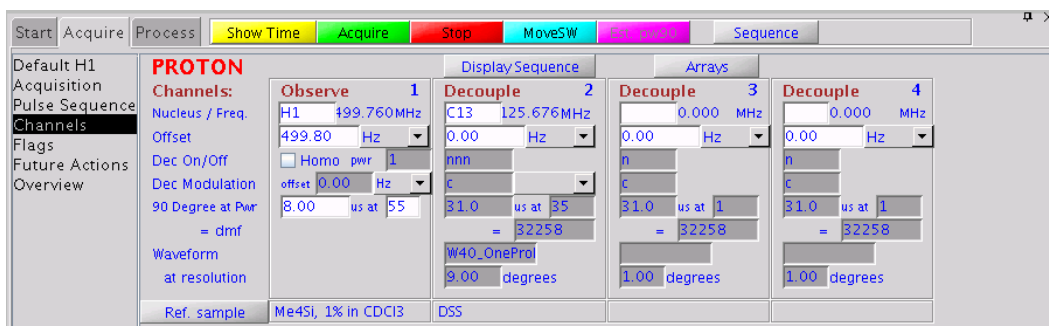 Start Acquire Process Show Time Acquire Stop MoveSW Est. pw90 Sequence
Default H1
Acquisition
Pulse Sequence
Channels
Flags
Future Actions
Overview
PROTON Display Sequence Arrays
Channels: Observe 1 Decouple 2 Decouple 3 Decouple 4
Nucleus / Freq. H1 499.760 MHz C13 125.676 MHz 0.000 MHz 0.000 MHz
Offset 499.80 Hz 0.00 Hz 0.00 Hz 0.00 Hz
Dec On/Off Homo pwr 1 nnn n n
Dec Modulation offset 0.00 Hz c c c
90 Degree at Pwr 8.00 us at 55 31.0 us at 35 31.0 us at 1 31.0 us at 1
= dmf = 32258 = 32258 = 32258
Waveform W40_OneProl
at resolution 9.00 degrees 1.00 degrees 1.00 degrees
Ref. sample Me4Si, 1% in CDCl3 DSS